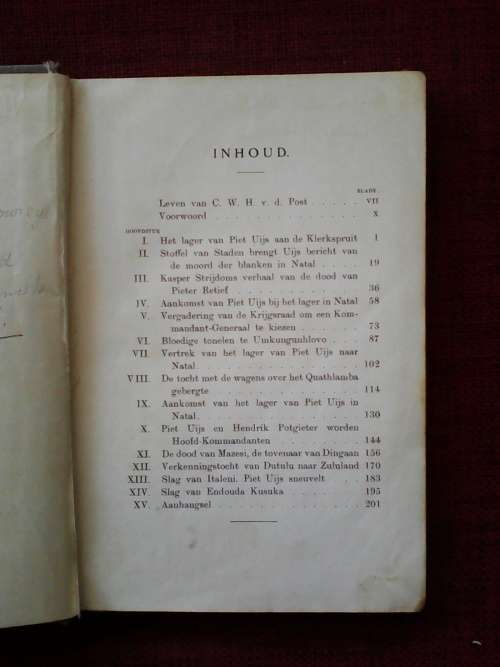 INHOUD.
BLADZ.
Leven van C. W. H. v. d. Post . . . . . VII
Voorwoord . . . . . . . . . . . . X
HOOFDSTUK
I. Het lager van Piet Uijs aan de Klerkspruit 1
II. Stoffel van Staden brengt Uijs bericht van
de moord der blanken in Natal . . . . 19
III. Kasper Strijdoms verhaal van de dood van
Pieter Retief . . . . . . . . . . 36
IV. Aankomst van Piet Uijs bij het lager in Natal 58
V. Vergadering van de Krijgsraad om een Kom-
mandant-Generaal te kiezen . . . . . 73
VI. Bloedige tonelen te Umkungunhlovo . . 87
VII. Vertrek van het lager van Piet Uijs naar
Natal . . . . . . . . . . . . . 102
VIII. De tocht met de wagens over het Quathlamba
gebergte . . . . . . . . . . . . 114
IX. Aankomst van het lager van Piet Uijs in
Natal . . . . . . . . . . . . . 130
X. Piet Uijs en Hendrik Potgieter worden
Hoofd-Kommandanten . . . . . . . 144
XI. De dood van Mazesi, de tovenaar van Dingaan 156
XII. Verkenningstocht van Dutulu naar Zululand 170
XIII. Slag van Italeni. Piet Uijs sneuvelt . . 183
XIV. Slag van Endouda Kusuka . . . . . 195
XV. Aanhangsel . . . . . . . . . . . 201